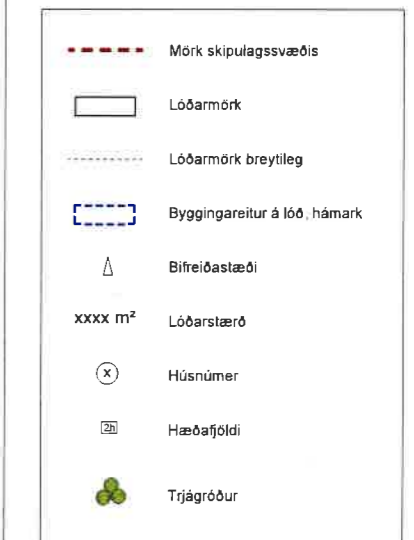 Mörk skipulagssvæðis
Lóðarmörk
Lóðarmörk breytileg
Byggingareitur á lóð, hámark
Bifreiðastæði
xxxx m² Lóðarstærð
x Húsnúmer
2h Hæðafjöldi
Trjágróður